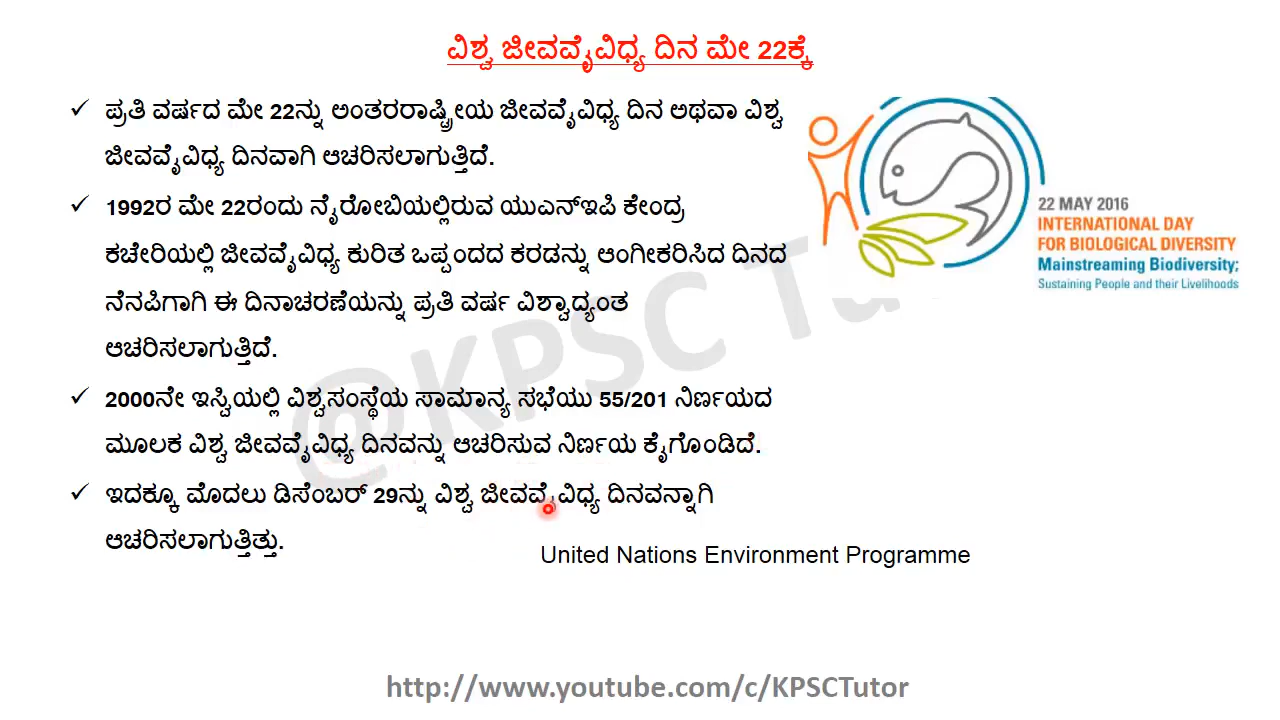 ವಿಶ್ವ ಜೀವವೈವಿಧ್ಯ ದಿನ ಮೇ 22ಕ್ಕೆ
ಪ್ರತಿ ವರ್ಷದ ಮೇ 22ನ್ನು ಅಂತರರಾಷ್ಟ್ರೀಯ ಜೀವವೈವಿಧ್ಯ ದಿನ ಅಥವಾ ವಿಶ್ವ
ಜೀವವೈವಿಧ್ಯ ದಿನವಾಗಿ ಆಚರಿಸಲಾಗುತ್ತಿದೆ.
1992ರ ಮೇ 22ರಂದು ನೈರೋಬಿಯಲ್ಲಿರುವ ಯುಎನ್ಇಪಿ ಕೇಂದ್ರ
ಕಚೇರಿಯಲ್ಲಿ ಜೀವವೈವಿಧ್ಯ ಕುರಿತ ಒಪ್ಪಂದದ ಕರಡನ್ನು ಆಂಗೀಕರಿಸಿದ ದಿನದ
ನೆನಪಿಗಾಗಿ ಈ ದಿನಾಚರಣೆಯನ್ನು ಪ್ರತಿ ವರ್ಷ ವಿಶ್ವಾದ್ಯಂತ
ಆಚರಿಸಲಾಗುತ್ತಿದೆ.
2000ನೇ ಇಸ್ವಿಯಲ್ಲಿ ವಿಶ್ವಸಂಸ್ಥೆಯ ಸಾಮಾನ್ಯ ಸಭೆಯು 55/201 ನಿರ್ಣಯದ
ಮೂಲಕ ವಿಶ್ವ ಜೀವವೈವಿಧ್ಯ ದಿನವನ್ನು ಆಚರಿಸುವ ನಿರ್ಣಯ ಕೈಗೊಂಡಿದೆ.
ಇದಕ್ಕೂ ಮೊದಲು ಡಿಸೆಂಬರ್ 29ನ್ನು ವಿಶ್ವ ಜೀವವೈವಿಧ್ಯ ದಿನವನ್ನಾಗಿ
ಆಚರಿಸಲಾಗುತ್ತಿತ್ತು.
United Nations Environment Programme
22 MAY 2016
INTERNATIONAL DAY
FOR BIOLOGICAL DIVERSITY
Mainstreaming Biodiversity;
Sustaining People and their Livelihoods
@KPSC Tu
http://www.youtube.com/c/KPSCTutor